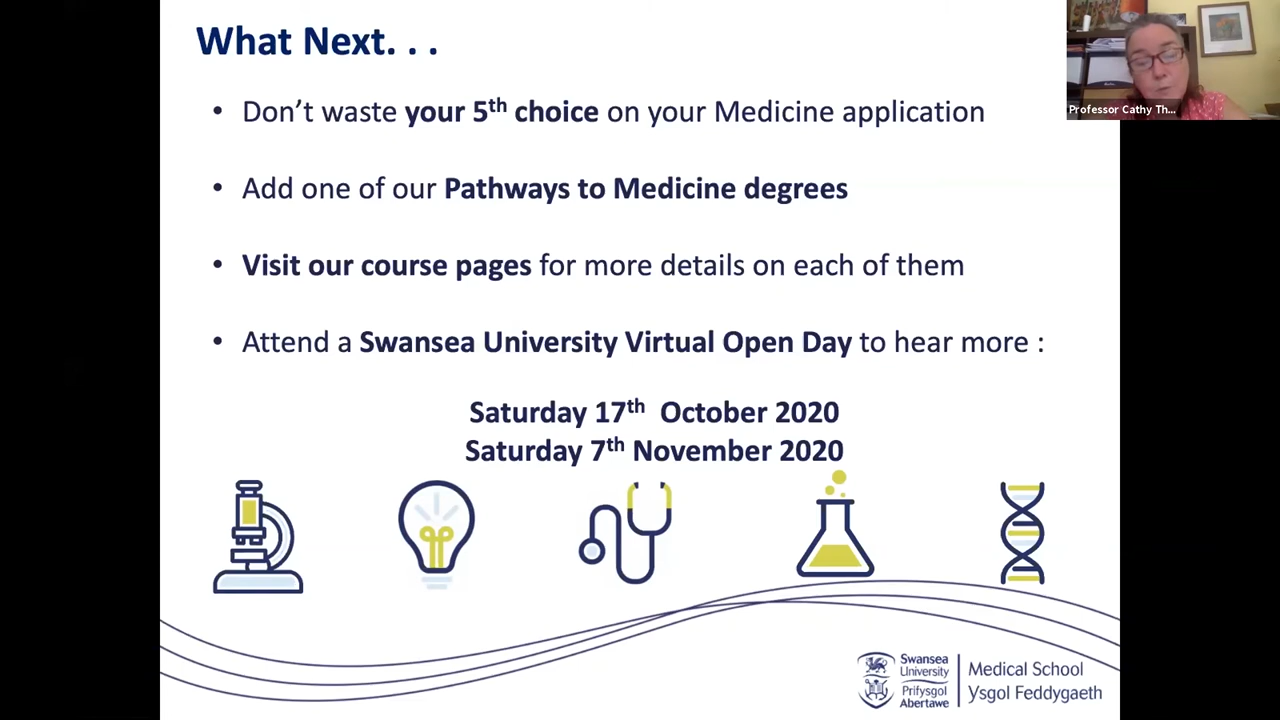 What Next. . .
• Don’t waste your 5th choice on your Medicine application
• Add one of our Pathways to Medicine degrees
• Visit our course pages for more details on each of them
• Attend a Swansea University Virtual Open Day to hear more :
Saturday 17th October 2020
Saturday 7th November 2020
Professor Cathy Th...
Swansea
University
Prifysgol
Abertawe
Medical School
Ysgol Feddygaeth